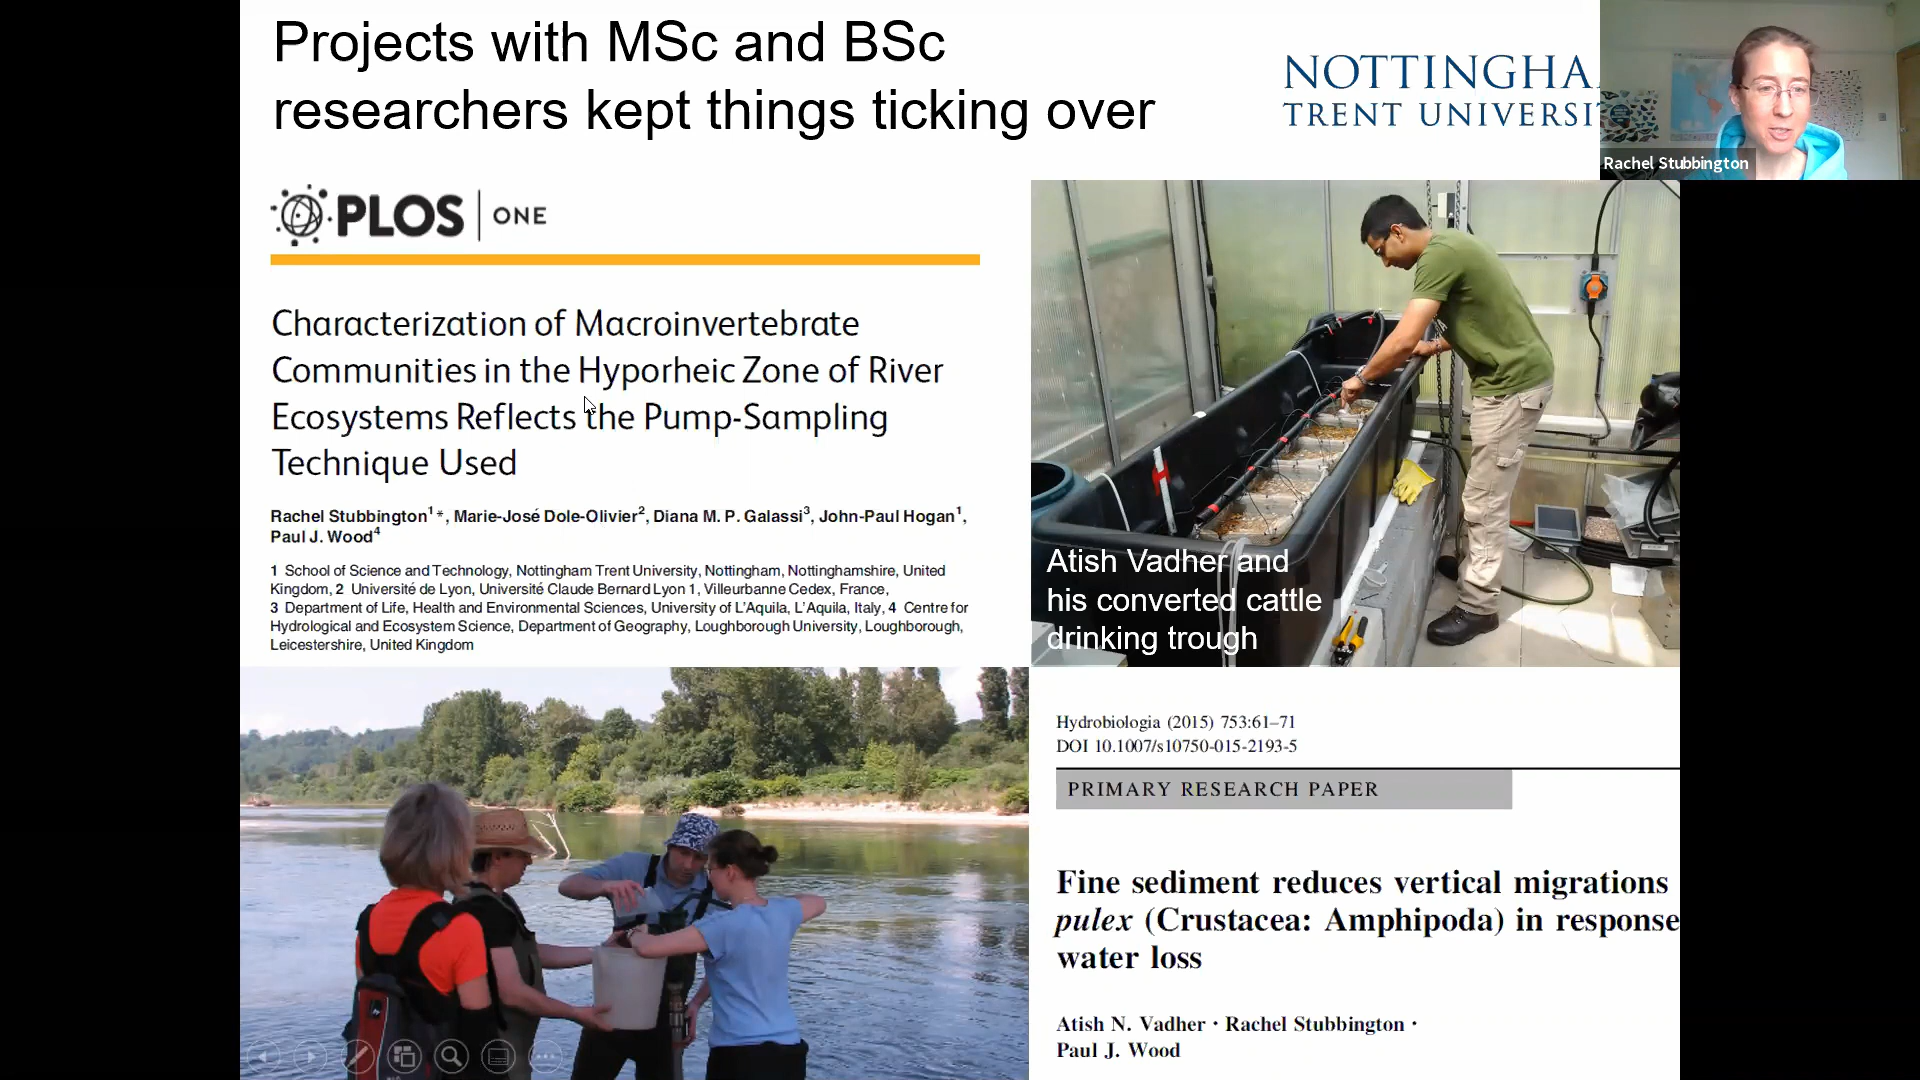 Projects with MSc and BSc
researchers kept things ticking over
NOTTINGHA
TRENT UNIVERSI
Rachel Stubbington
PLOS | ONE
Characterization of Macroinvertebrate
Communities in the Hyporheic Zone of River
Ecosystems Reflects the Pump-Sampling
Technique Used
Rachel Stubbington1*, Marie-José Dole-Olivier2, Diana M. P. Galassi3, John-Paul Hogan1,
Paul J. Wood4
1 School of Science and Technology, Nottingham Trent University, Nottingham, Nottinghamshire, United
Kingdom, 2 Université de Lyon, Université Claude Bernard Lyon 1, Villeurbanne Cedex, France,
3 Department of Life, Health and Environmental Sciences, University of L'Aquila, L'Aquila, Italy, 4 Centre for
Hydrological and Ecosystem Science, Department of Geography, Loughborough University, Loughborough,
Leicestershire, United Kingdom
Atish Vadher and
his converted cattle
drinking trough
Hydrobiologia (2015) 753:61–71
DOI 10.1007/s10750-015-2193-5
PRIMARY RESEARCH PAPER
Fine sediment reduces vertical migrations
pulex (Crustacea: Amphipoda) in response
water loss
Atish N. Vadher · Rachel Stubbington ·
Paul J. Wood